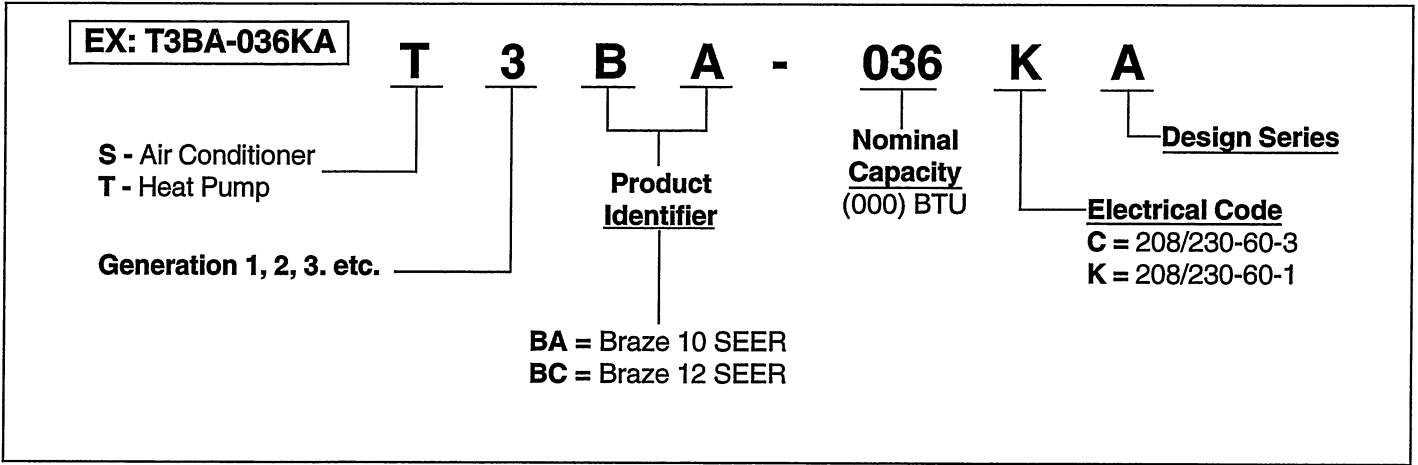 EX: T3BA-036KA
T 3 B A - 036 K A
S - Air Conditioner
T - Heat Pump
Generation 1, 2, 3. etc.
Product
Identifier
BA = Braze 10 SEER
BC = Braze 12 SEER
Nominal
Capacity
(000) BTU
Design Series
Electrical Code
C = 208/230-60-3
K = 208/230-60-1